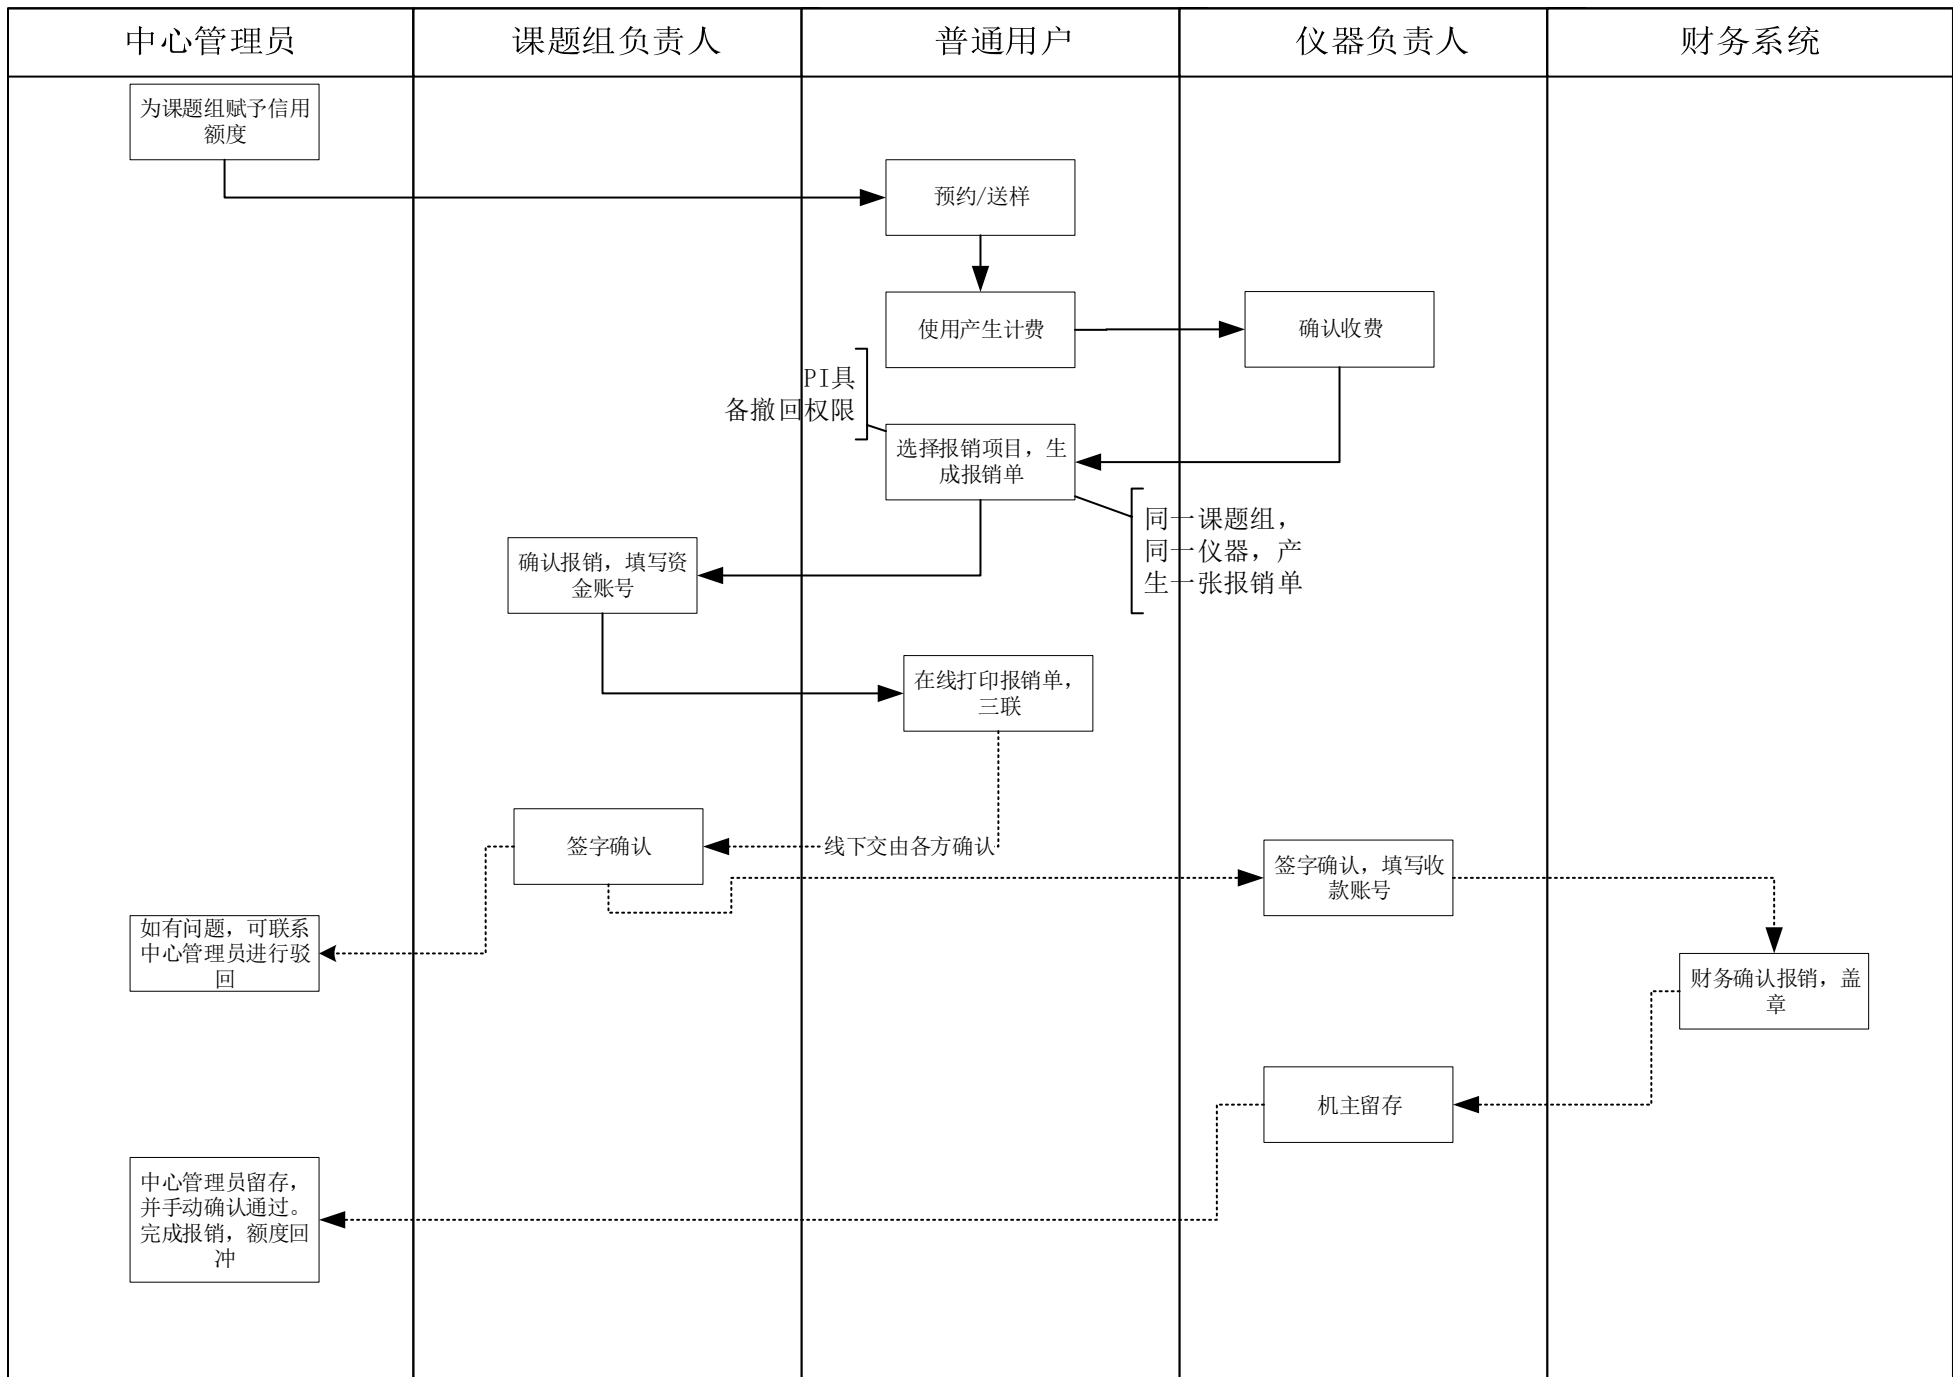 中心管理员
课题组负责人
普通用户
仪器负责人
财务系统
为课题组赋予信用
额度
预约/送样
使用产生计费
确认收费
PI具
备撤回权限
选择报销项目，生
成报销单
同一课题组，
同一仪器，产
生一张报销单
确认报销，填写资
金账号
在线打印报销单，
三联
签字确认
线下交由各方确认
签字确认，填写收
款账号
如有问题，可联系
中心管理员进行驳
回
财务确认报销，盖
章
机主留存
中心管理员留存，
并手动确认通过。
完成报销，额度回
冲